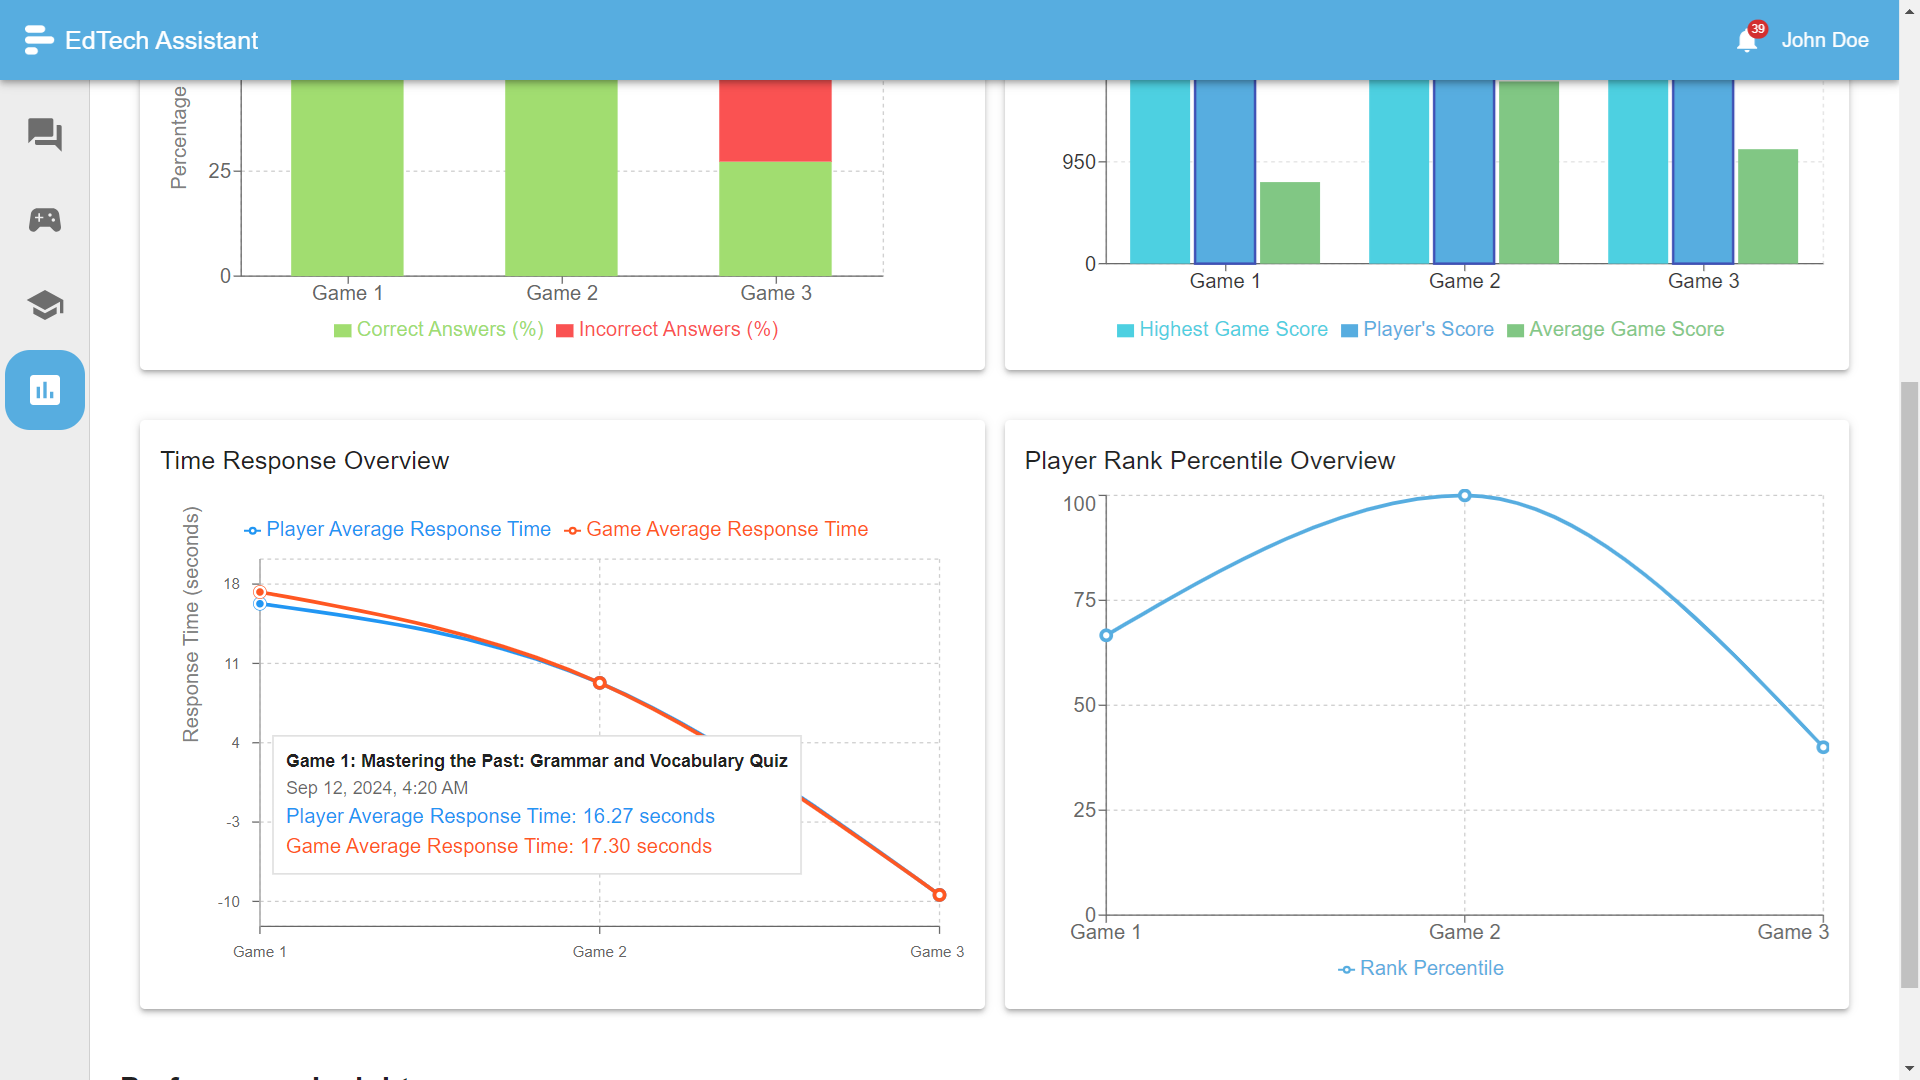 EdTech Assistant
39
John Doe
Percentage
25
0
Game 1
Game 2
Game 3
Correct Answers (%)
Incorrect Answers (%)
950
0
Game 1
Game 2
Game 3
Highest Game Score
Player's Score
Average Game Score
Time Response Overview
Response Time (seconds)
Player Average Response Time
Game Average Response Time
18
11
4
-3
-10
Game 1: Mastering the Past: Grammar and Vocabulary Quiz
Sep 12, 2024, 4:20 AM
Player Average Response Time: 16.27 seconds
Game Average Response Time: 17.30 seconds
Game 1
Game 2
Game 3
Player Rank Percentile Overview
100
75
50
25
0
Game 1
Game 2
Game 3
Rank Percentile